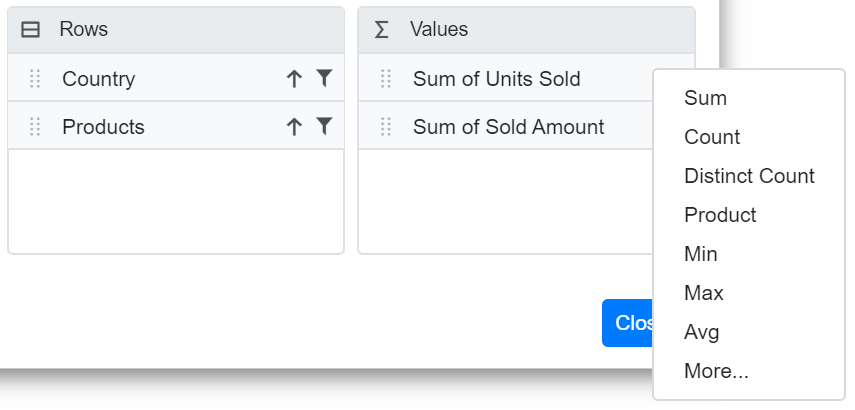 Rows
Country
Products
Values
Sum of Units Sold
Sum of Sold Amount
Clos
Sum
Count
Distinct Count
Product
Min
Max
Avg
More...